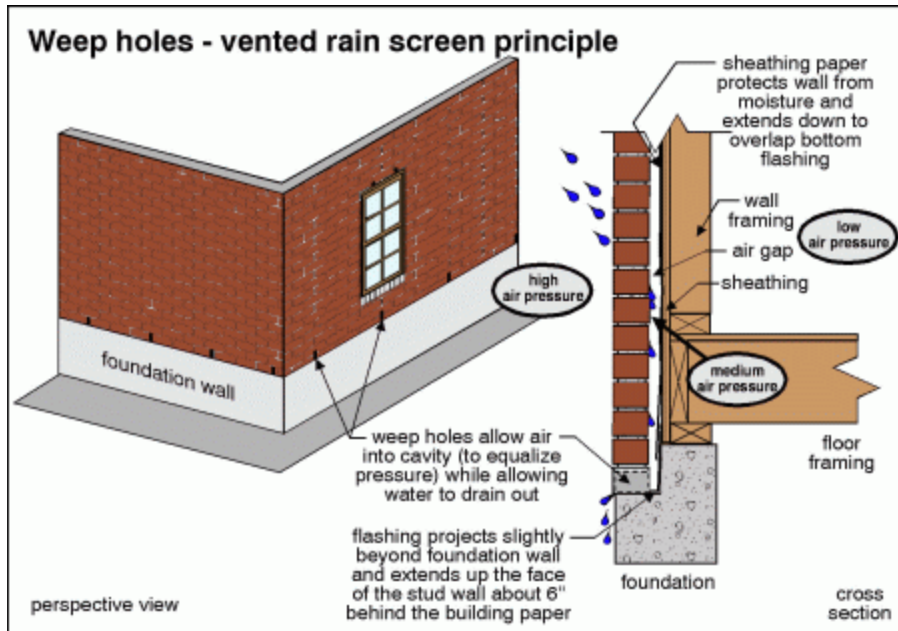 Weep holes - vented rain screen principle
sheathing paper
protects wall from
moisture and
extends down to
overlap bottom
flashing
wall
framing
low
air pressure
air gap
high
air pressure
sheathing
foundation wall
medium
air pressure
weep holes allow air
into cavity (to equalize
pressure) while allowing
water to drain out
floor
framing
flashing projects slightly
beyond foundation wall
and extends up the face
of the stud wall about 6"
behind the building paper
foundation
perspective view
cross
section